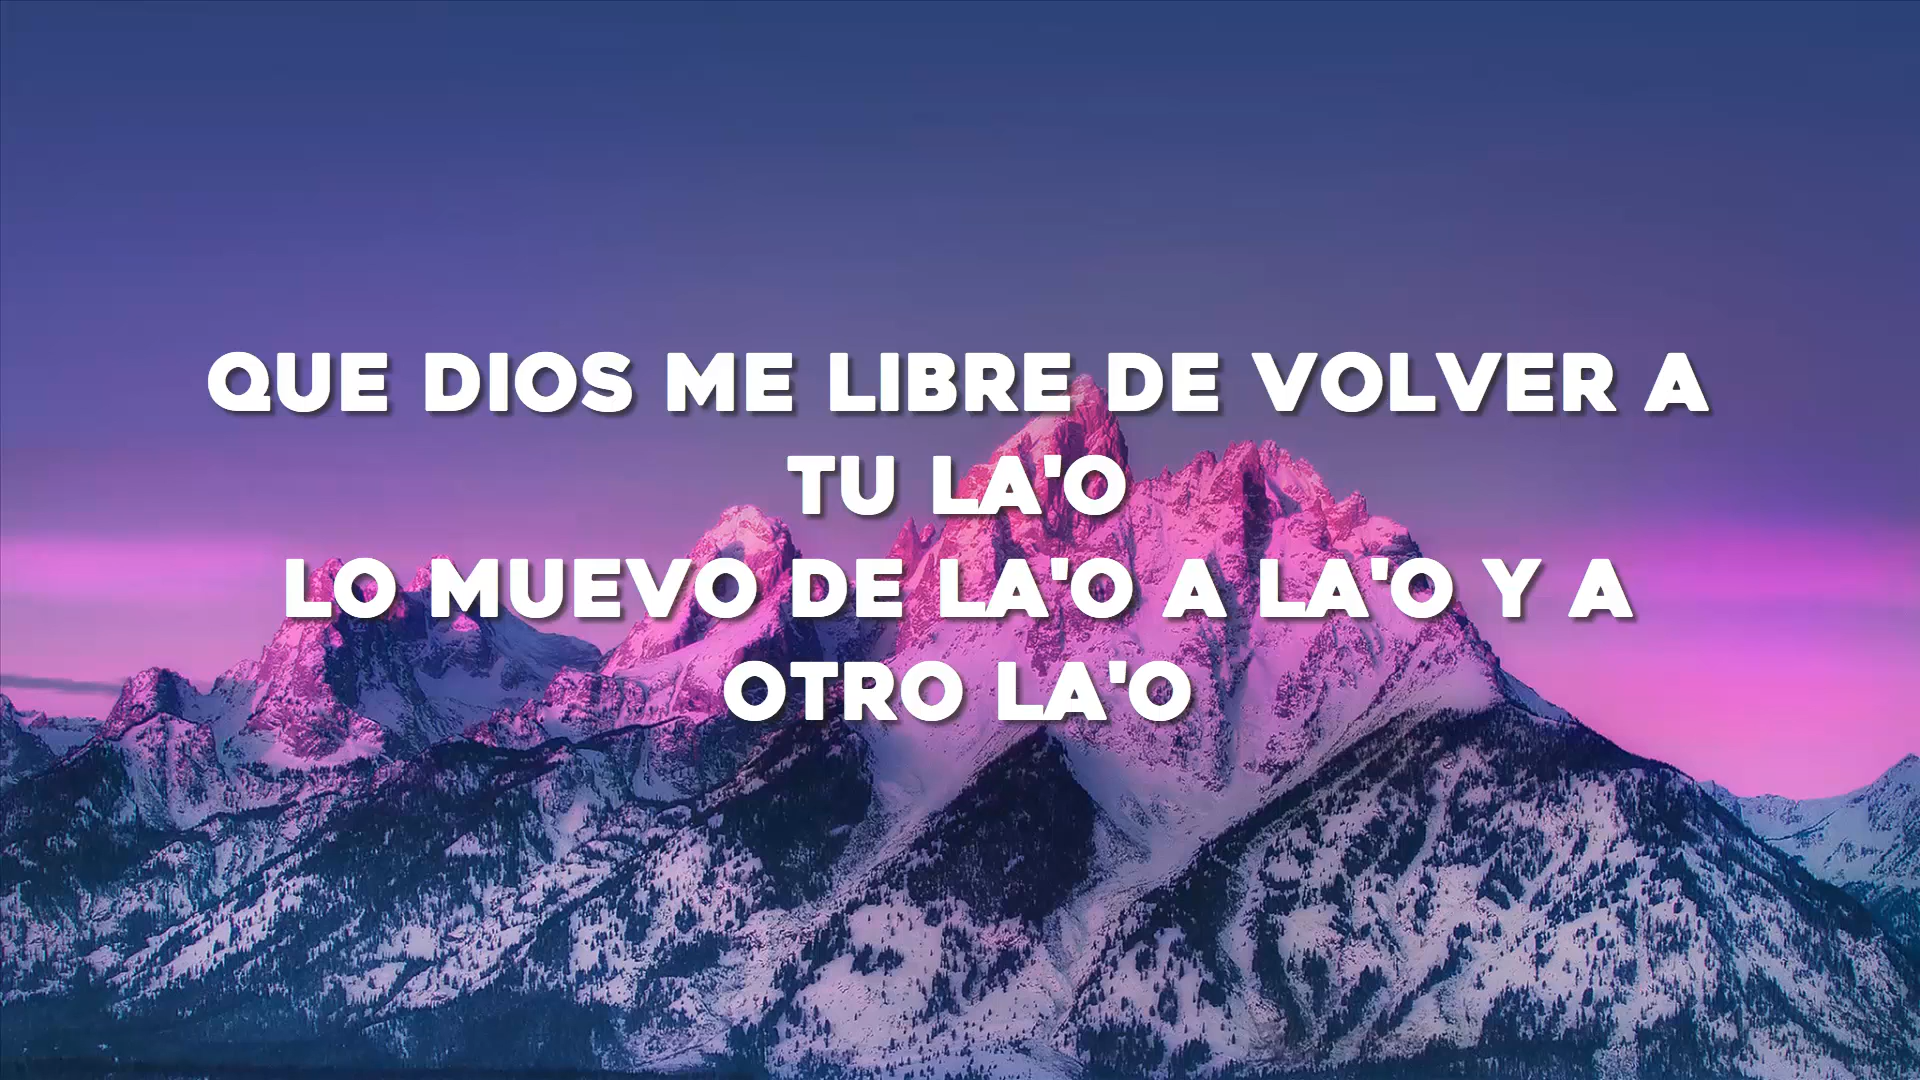 QUE DIOS ME LIBRE DE VOLVER A
TU LA'O
LO MUEVO DE LA'O A LA'O Y A
OTRO LA'O